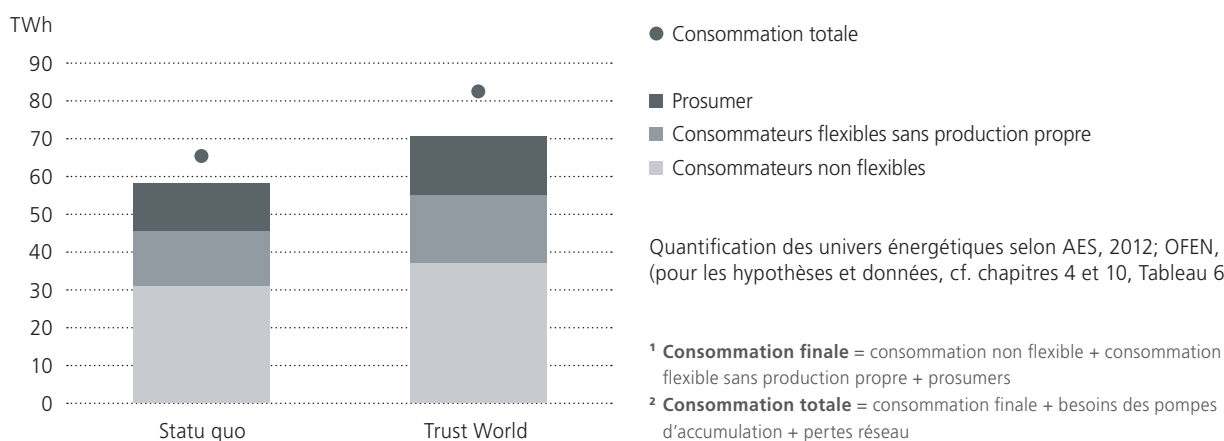 TWh
90
80
70
60
50
40
30
20
10
0
Statu quo
Trust World
Consommation totale
Prosumer
Consommateurs flexibles sans production propre
Consommateurs non flexibles
Quantification des univers énergétiques selon AES, 2012; OFEN,
(pour les hypothèses et données, cf. chapitres 4 et 10, Tableau 6
¹ Consommation finale = consommation non flexible + consommation
flexible sans production propre + prosumers
² Consommation totale = consommation finale + besoins des pompes
d’accumulation + pertes réseau